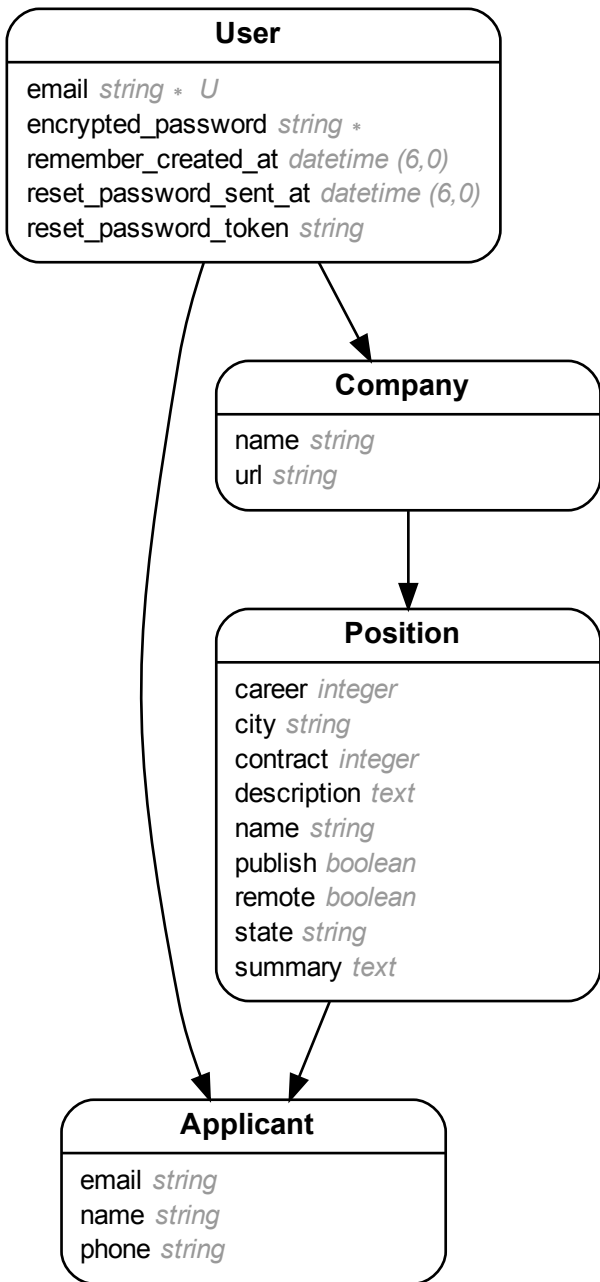 User
email string * U
encrypted_password string *
remember_created_at datetime (6,0)
reset_password_sent_at datetime (6,0)
reset_password_token string
Company
name string
url string
Position
career integer
city string
contract integer
description text
name string
publish boolean
remote boolean
state string
summary text
Applicant
email string
name string
phone string